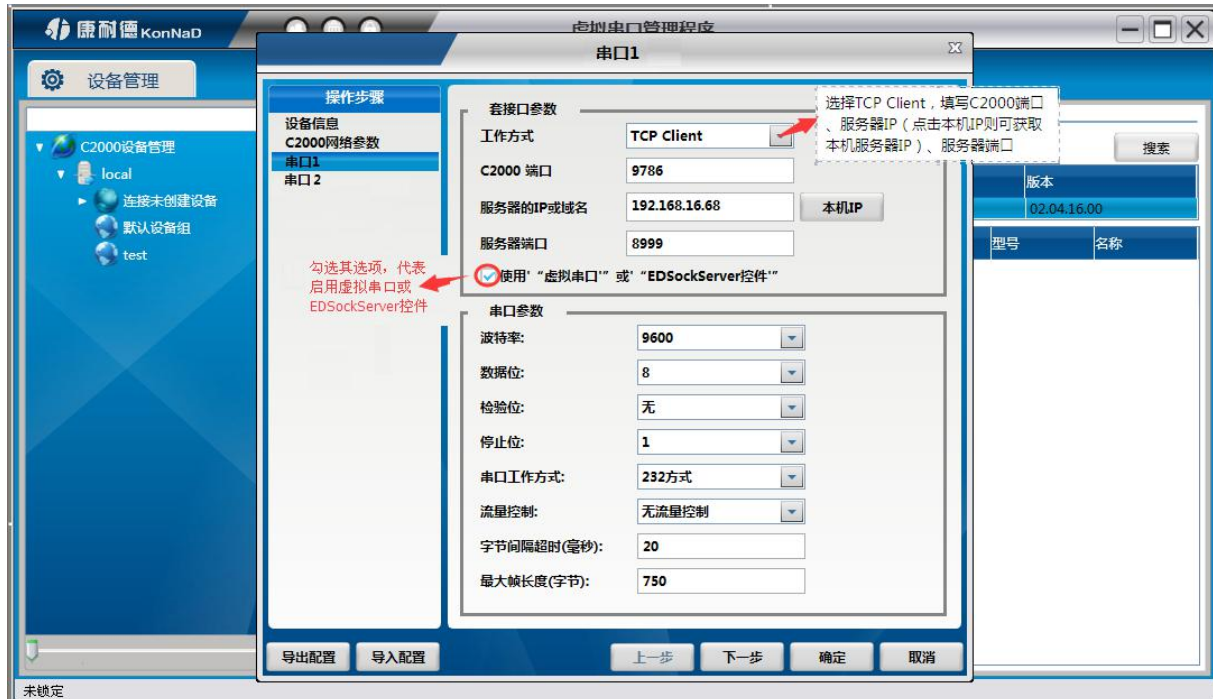 康耐德 KonNaD
虚拟串口管理程序
串口1
设备管理
C2000设备管理
local
连接未创建设备
默认设备组
test
操作步骤
设备信息
C2000网络参数
串口1
串口 2
套接口参数
工作方式
TCP Client
C2000 端口
9786
服务器的IP或域名
192.168.16.68
本机IP
服务器端口
8999
使用' “虚拟串口'” 或' “EDSockServer控件'”
选择TCP Client，填写C2000端口
、服务器IP（点击本机IP则可获取
本机服务器IP）、服务器端口
勾选其选项，代表
启用虚拟串口或
EDSockServer控件
串口参数
波特率:
9600
数据位:
8
检验位:
无
停止位:
1
串口工作方式:
232方式
流量控制:
无流量控制
字节间隔超时(毫秒):
20
最大帧长度(字节):
750
搜索
版本
02.04.16.00
型号
名称
导出配置
导入配置
上一步
下一步
确定
取消
未锁定